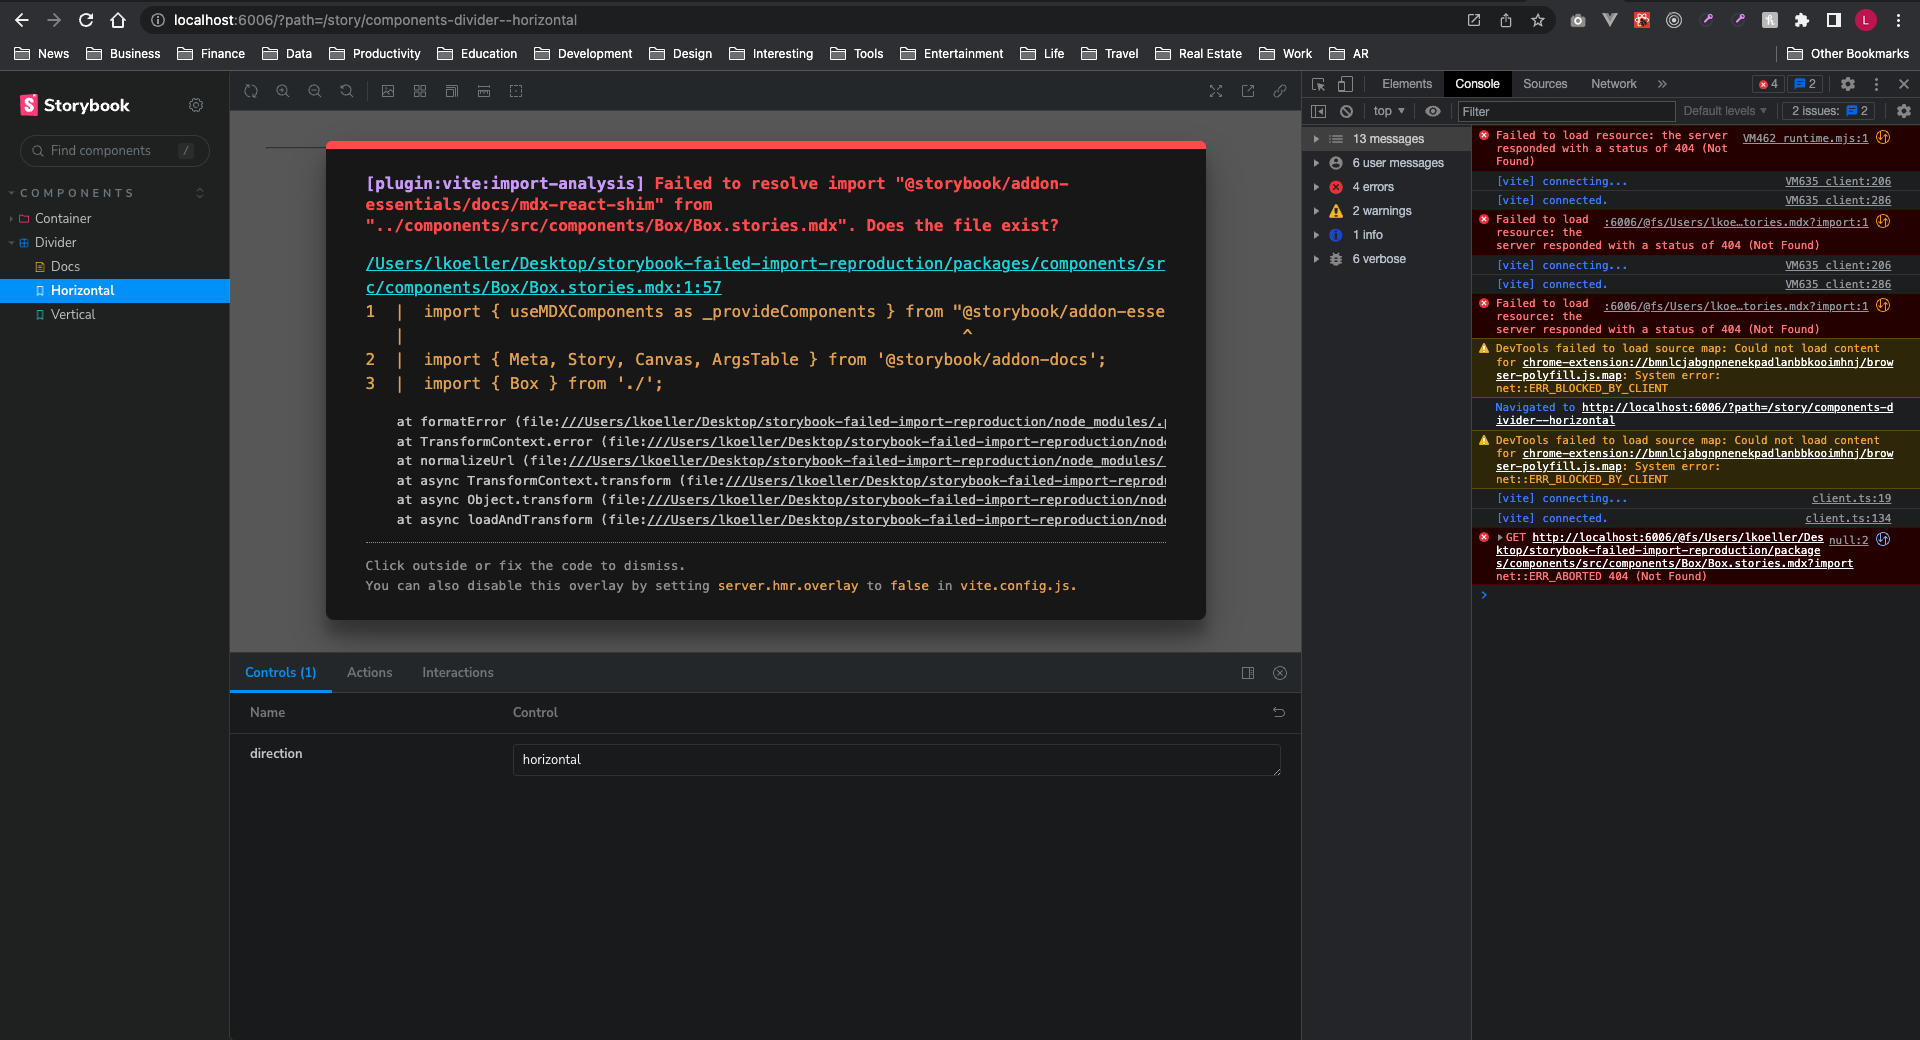 localhost:6006/?path=/story/components-divider--horizontal
L
News Business Finance Data Productivity Education Development Design Interesting Tools Entertainment Life Travel Real Estate Work AR Other Bookmarks
S Storybook
Find components /
COMPONENTS
Container
Divider
Docs
Horizontal
Vertical
[plugin:vite:import-analysis] Failed to resolve import "@storybook/addon-
essentials/docs/mdx-react-shim" from
"../components/src/components/Box/Box.stories.mdx". Does the file exist?
/Users/lkoeller/Desktop/storybook-failed-import-reproduction/packages/components/sr
c/components/Box/Box.stories.mdx:1:57
1 | import { useMDXComponents as _provideComponents } from "@storybook/addon-esse
| ^
2 | import { Meta, Story, Canvas, ArgsTable } from '@storybook/addon-docs';
3 | import { Box } from './';
at formatError (file:///Users/lkoeller/Desktop/storybook-failed-import-reproduction/node_modules/.
at TransformContext.error (file:///Users/lkoeller/Desktop/storybook-failed-import-reproduction/node
at normalizeUrl (file:///Users/lkoeller/Desktop/storybook-failed-import-reproduction/node_modules/
at async TransformContext.transform (file:///Users/lkoeller/Desktop/storybook-failed-import-reprodu
at async Object.transform (file:///Users/lkoeller/Desktop/storybook-failed-import-reproduction/node
at async loadAndTransform (file:///Users/lkoeller/Desktop/storybook-failed-import-reproduction/node
Click outside or fix the code to dismiss.
You can also disable this overlay by setting server.hmr.overlay to false in vite.config.js.
Controls (1) Actions Interactions
Name Control
direction horizontal
Elements Console Sources Network » 4 2
top Filter Default levels 2 issues: 2
13 messages
6 user messages
4 errors
2 warnings
1 info
6 verbose
Failed to load resource: the server VM462 runtime.mjs:1
responded with a status of 404 (Not
Found)
[vite] connecting... VM635 client:206
[vite] connected. VM635 client:286
Failed to load :6006/@fs/Users/lkoe…tories.mdx?import:1
resource: the
server responded with a status of 404 (Not Found)
[vite] connecting... VM635 client:206
[vite] connected. VM635 client:286
Failed to load :6006/@fs/Users/lkoe…tories.mdx?import:1
resource: the
server responded with a status of 404 (Not Found)
DevTools failed to load source map: Could not load content
for chrome-extension://bmnlcjabgnpnenekpadlanbbkooimhnj/brow
ser-polyfill.js.map: System error:
net::ERR_BLOCKED_BY_CLIENT
Navigated to http://localhost:6006/?path=/story/components-d
ivider--horizontal
DevTools failed to load source map: Could not load content
for chrome-extension://bmnlcjabgnpnenekpadlanbbkooimhnj/brow
ser-polyfill.js.map: System error:
net::ERR_BLOCKED_BY_CLIENT
[vite] connecting... client.ts:19
[vite] connected. client.ts:134
GET http://localhost:6006/@fs/Users/lkoeller/Des null:2
ktop/storybook-failed-import-reproduction/package
s/components/src/components/Box/Box.stories.mdx?import
net::ERR_ABORTED 404 (Not Found)